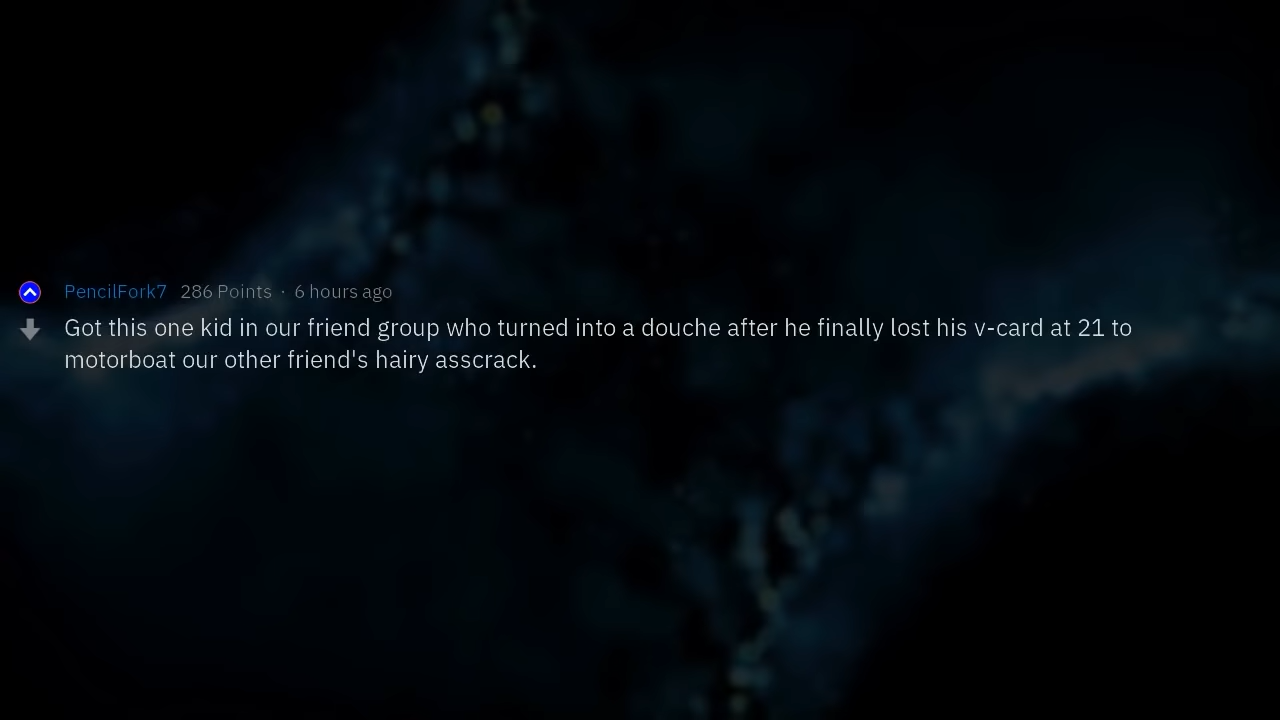 PencilFork7 286 Points · 6 hours ago
Got this one kid in our friend group who turned into a douche after he finally lost his v-card at 21 to
motorboat our other friend's hairy asscrack.